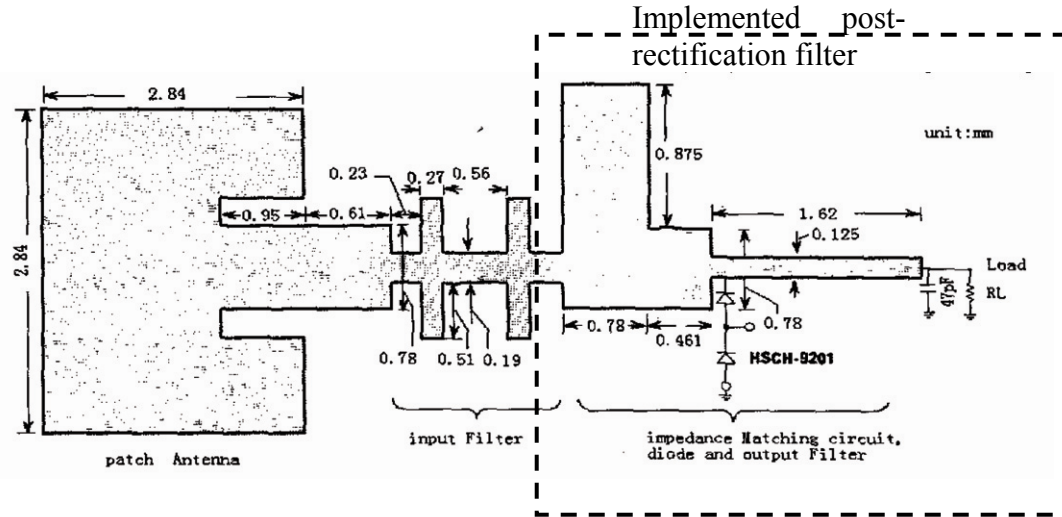 Implemented post-
rectification filter
2.84
unit:mm
0.875
0.23
0.27
0.56
1.62
0.95
0.61
0.125
2.84
Load
47pF
RL
0.78
0.51
0.19
0.78
0.461
0.78
HSCH-9201
input Filter
impedance Matching circuit,
diode and output Filter
patch Antenna